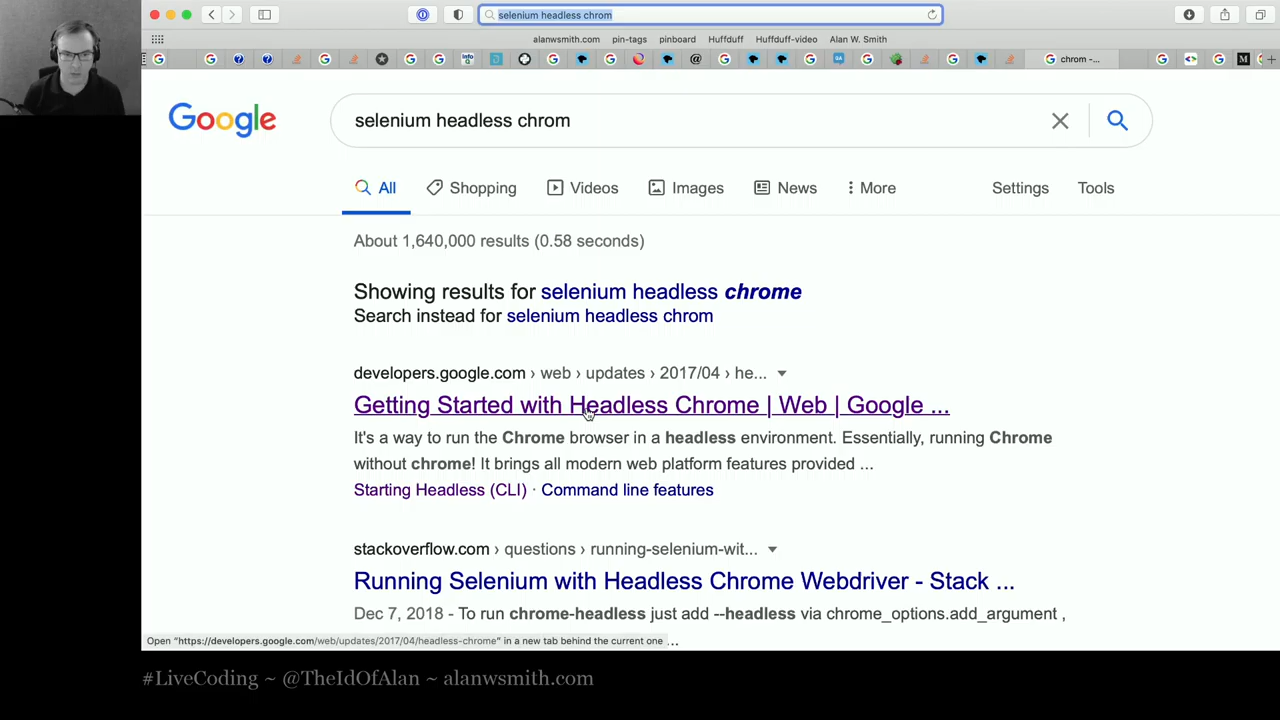 selenium headless chrom
alanwsmith.com pin-tags pinboard Huffduff Huffduff-video Alan W. Smith
chrom -...
Google
selenium headless chrom
All Shopping Videos Images News More Settings Tools
About 1,640,000 results (0.58 seconds)
Showing results for selenium headless chrome
Search instead for selenium headless chrom
developers.google.com › web › updates › 2017/04 › he...
Getting Started with Headless Chrome | Web | Google ...
It's a way to run the Chrome browser in a headless environment. Essentially, running Chrome
without chrome! It brings all modern web platform features provided ...
Starting Headless (CLI) · Command line features
stackoverflow.com › questions › running-selenium-wit...
Running Selenium with Headless Chrome Webdriver - Stack ...
Dec 7, 2018 - To run chrome-headless just add --headless via chrome_options.add_argument ,
Open "https://developers.google.com/web/updates/2017/04/headless-chrome" in a new tab behind the current one ...
#LiveCoding ~ @TheIdOfAlan ~ alanwsmith.com